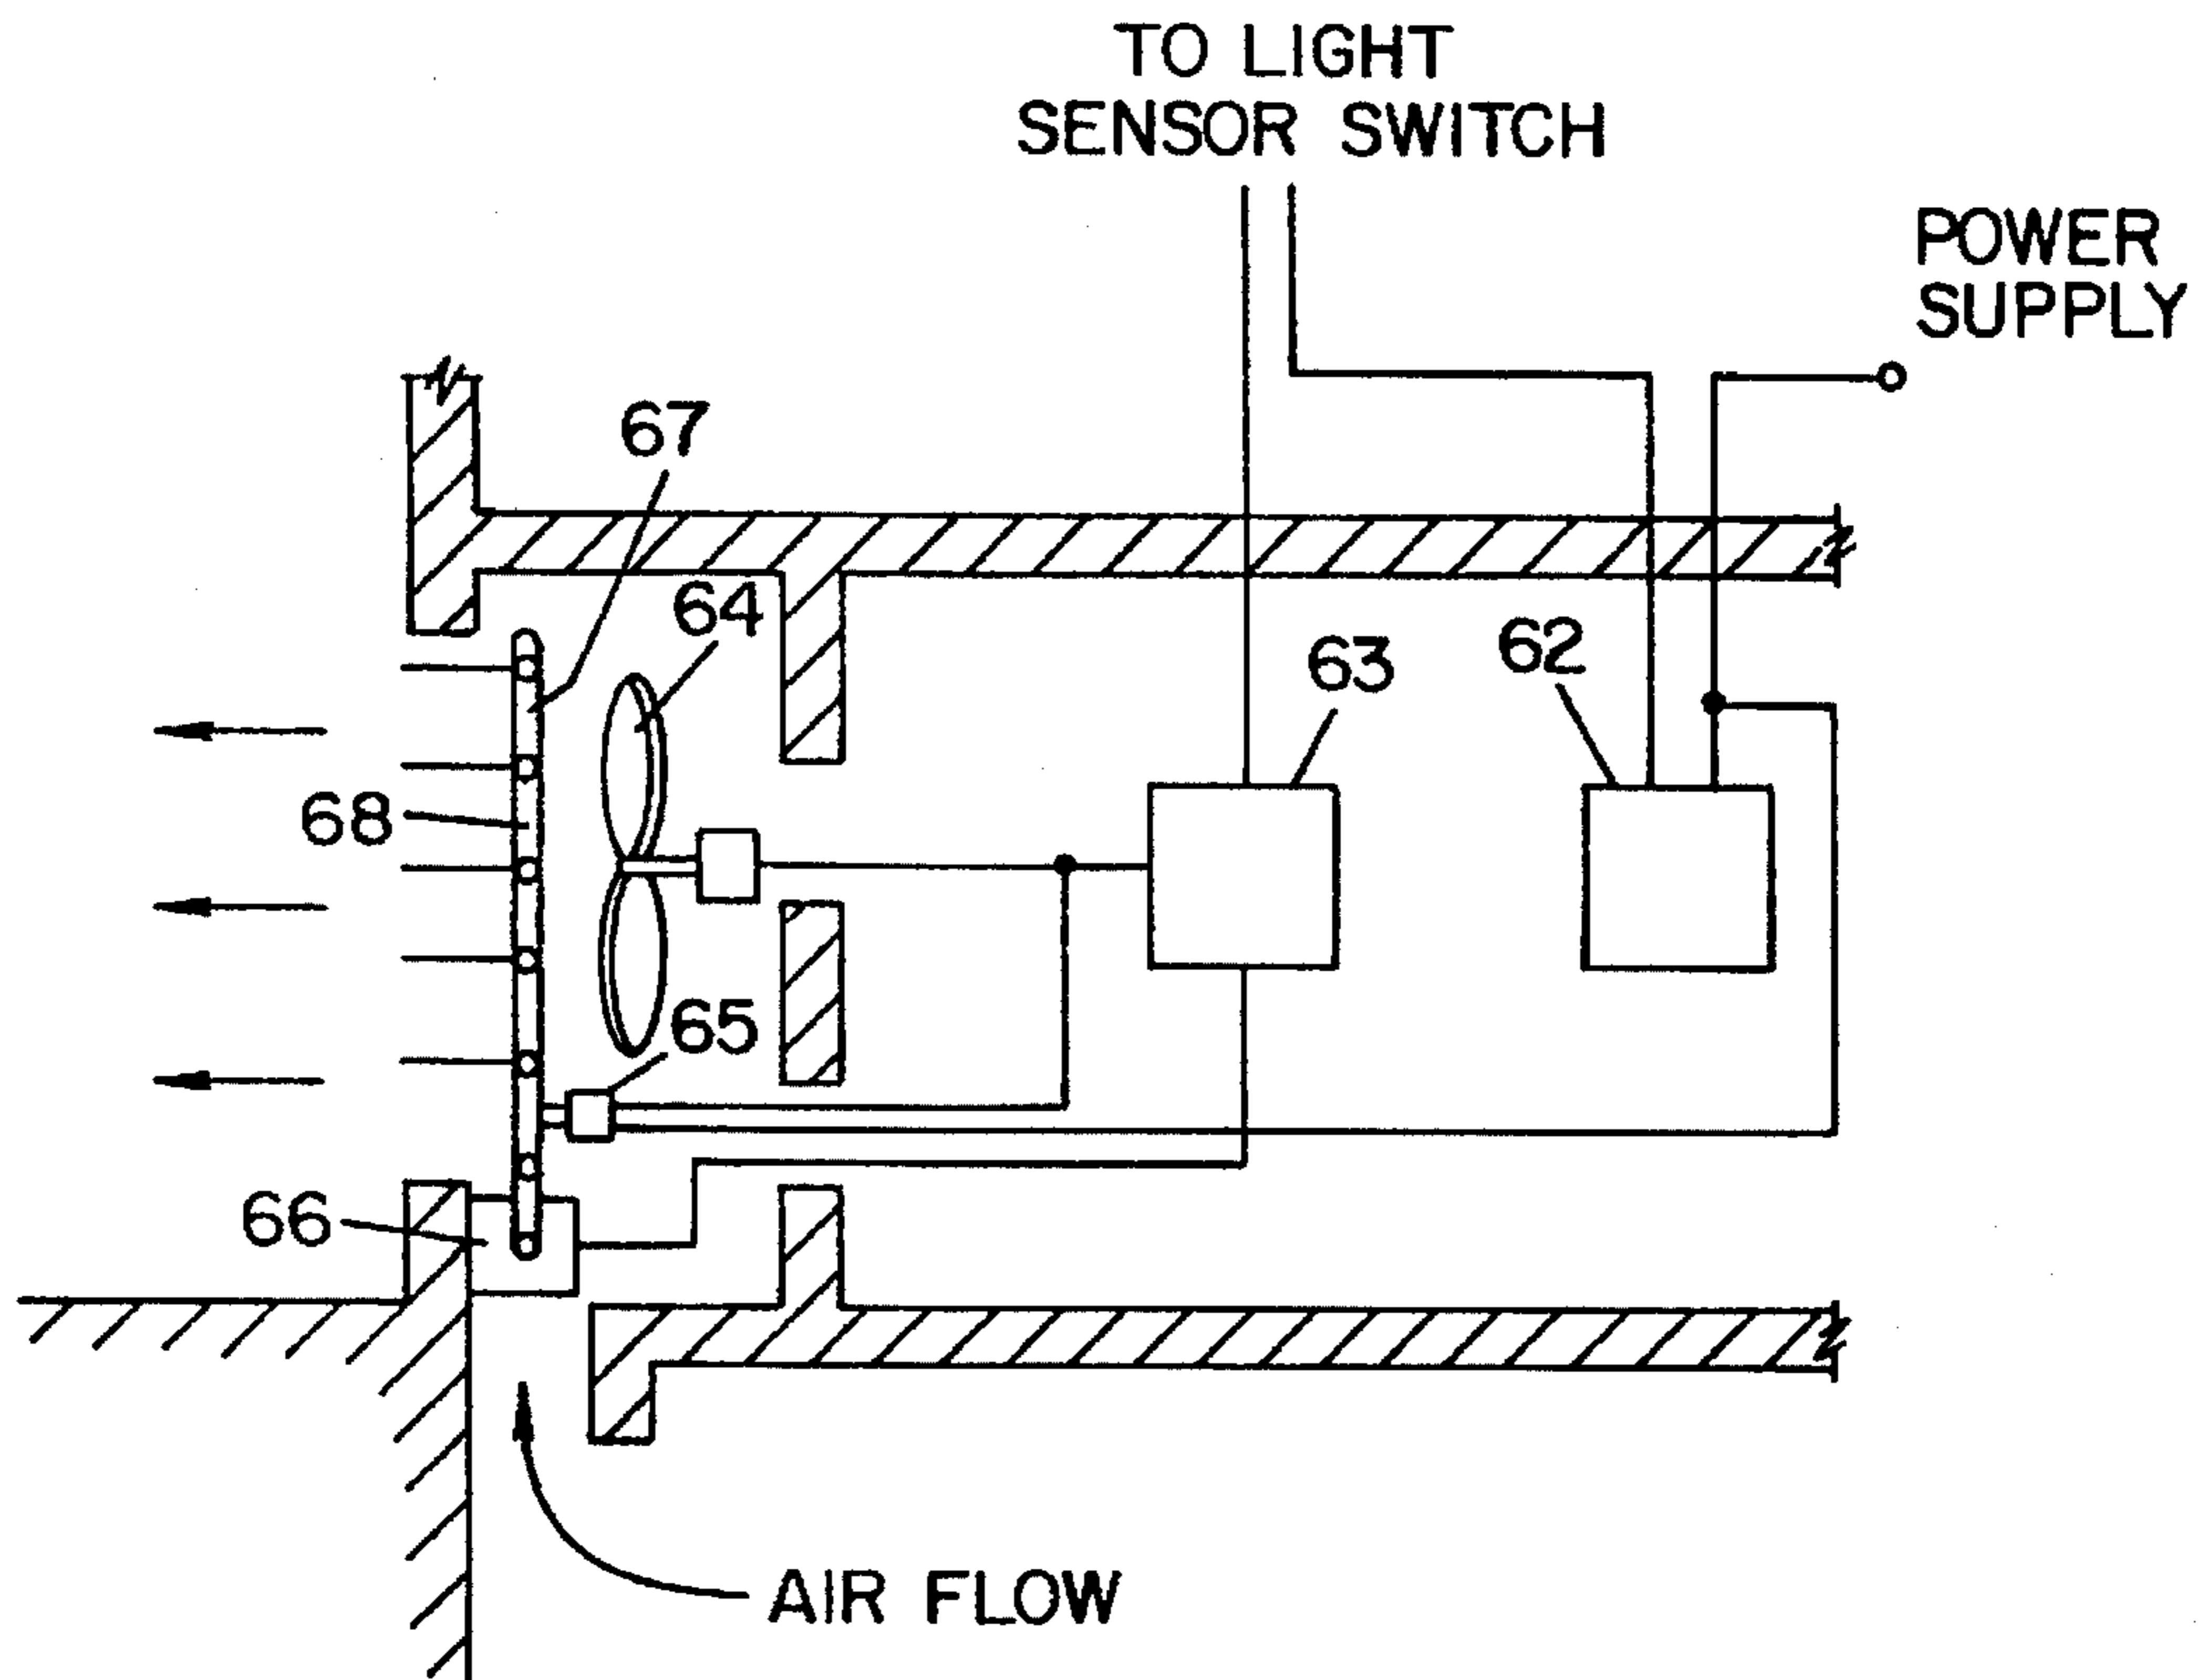 TO LIGHT
SENSOR SWITCH
POWER
SUPPLY
67
64
63
62
68
65
66
AIR FLOW